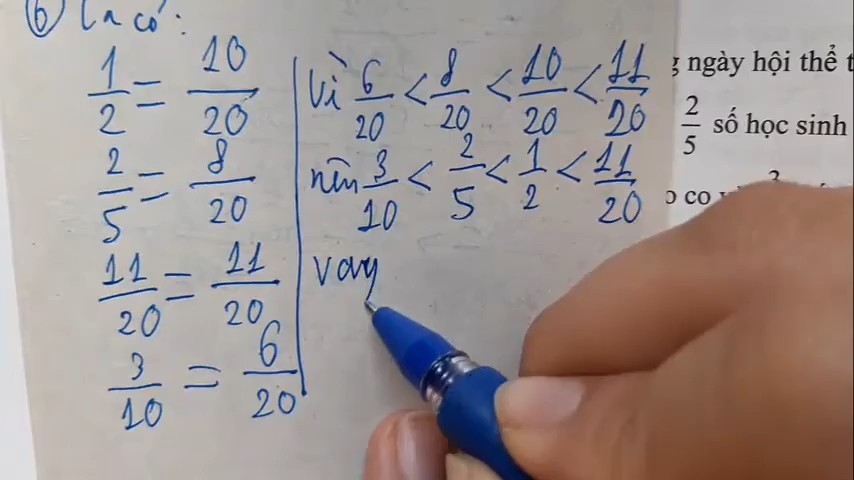 6 Ta có:
1/2 = 10/20
2/5 = 8/20
11/20 = 11/20
3/10 = 6/20
Vì 6/20 < 8/20 < 10/20 < 11/20
nên 3/10 < 2/5 < 1/2 < 11/20
vay
ngày hội thể
2/5 số học sinh